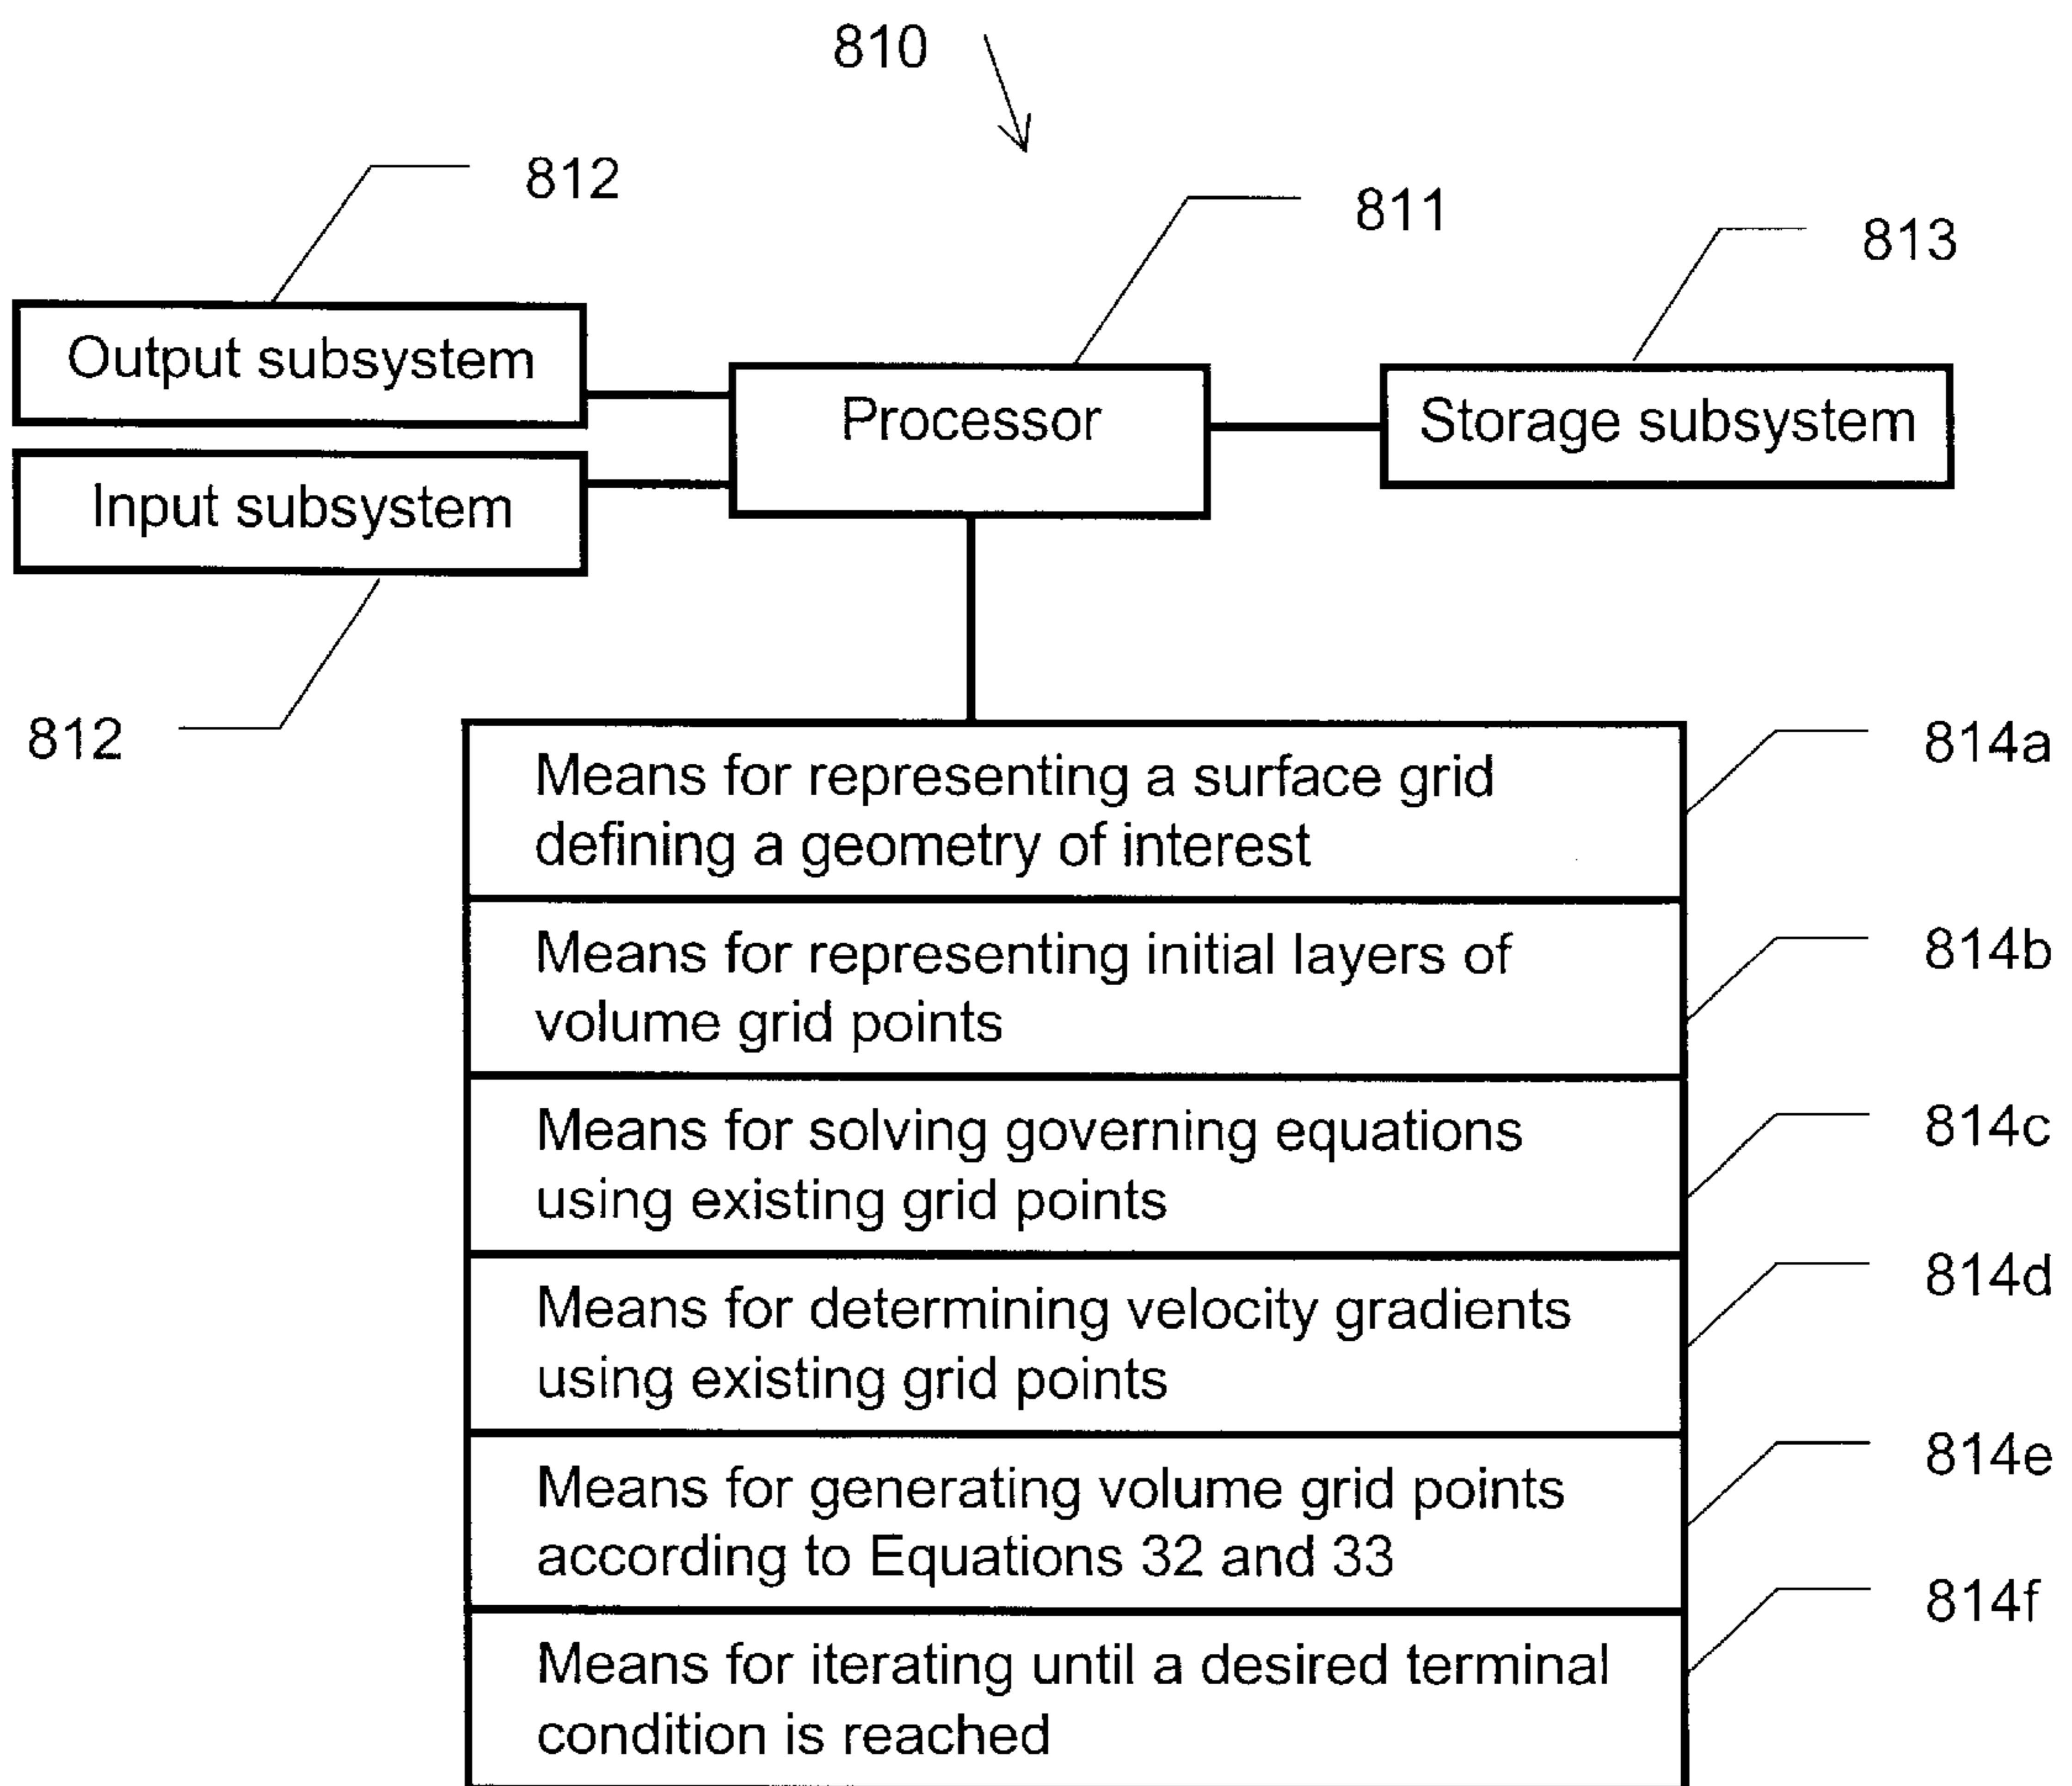 810
812
811
813
Output subsystem
Processor
Storage subsystem
Input subsystem
812
Means for representing a surface grid
defining a geometry of interest
814a
Means for representing initial layers of
volume grid points
814b
Means for solving governing equations
using existing grid points
814c
Means for determining velocity gradients
using existing grid points
814d
Means for generating volume grid points
according to Equations 32 and 33
814e
Means for iterating until a desired terminal
condition is reached
814f